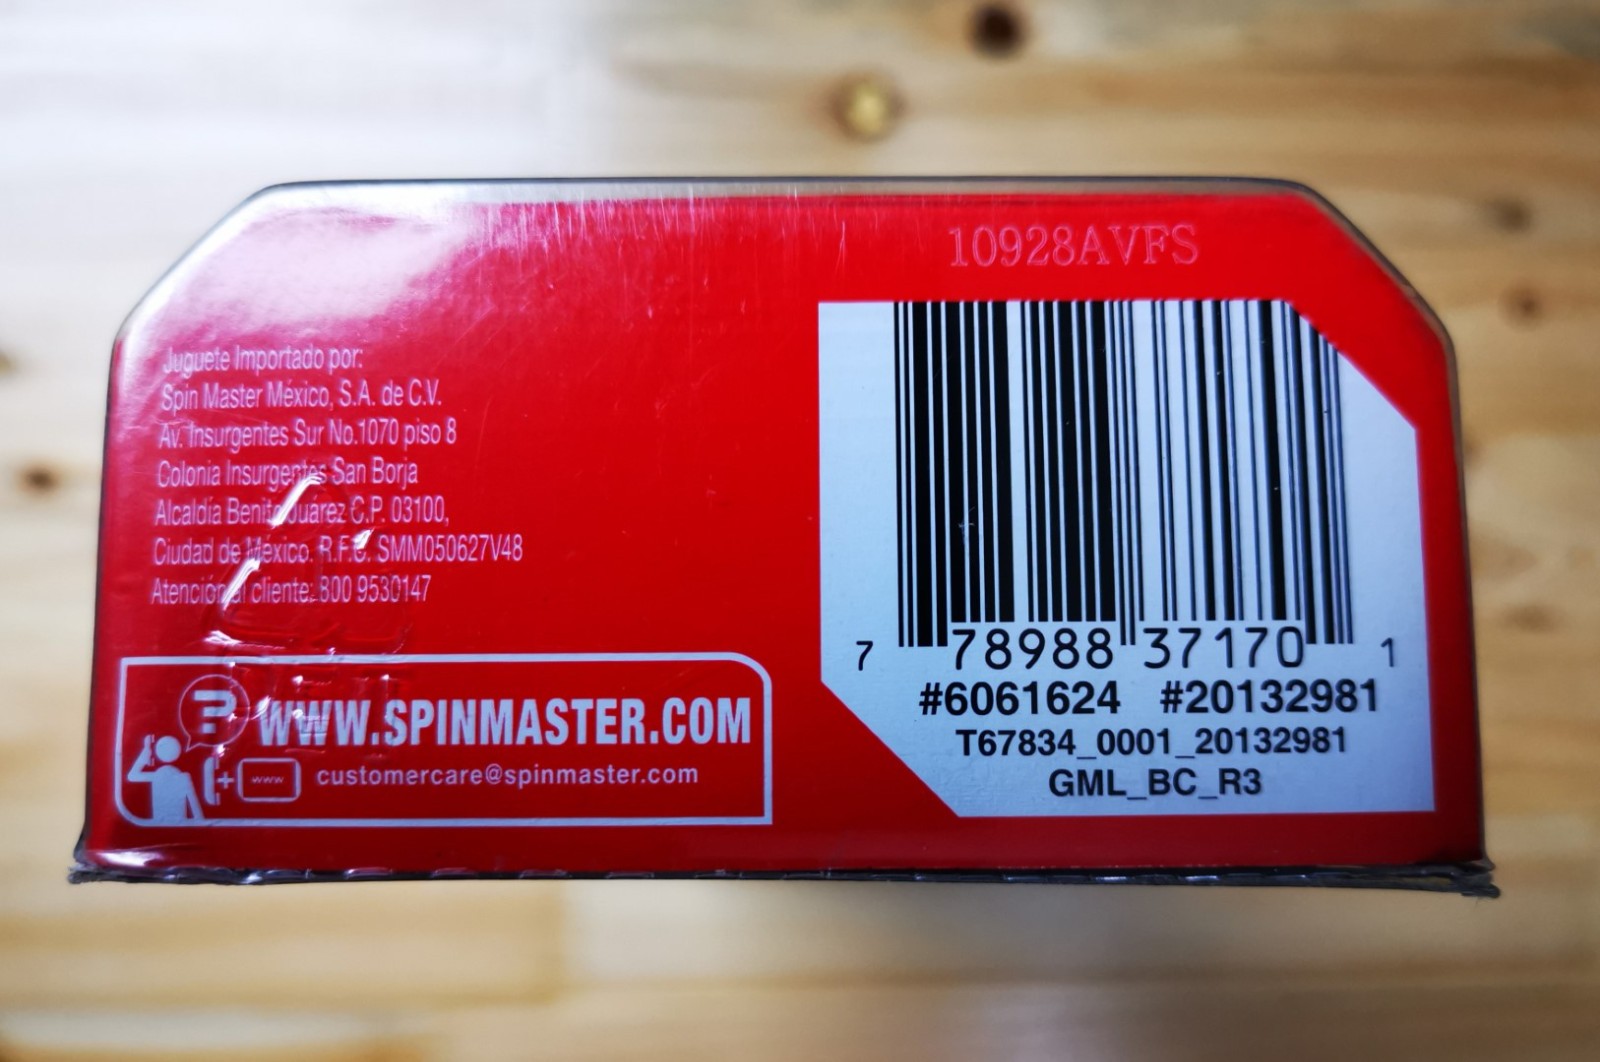 10928AVFS
Juguete Importado por:
Spin Master México, S.A. de C.V.
Av. Insurgentes Sur No.1070 piso 8
Colonia Insurgentes San Borja
Alcaldía Benito Juárez C.P. 03100,
Ciudad de México. R.F.C. SMM050627V48
Atención al cliente: 800 9530147
?
WWW.SPINMASTER.COM
+ www customercare@spinmaster.com
7 78988 37170 1
#6061624 #20132981
T67834_0001_20132981
GML_BC_R3